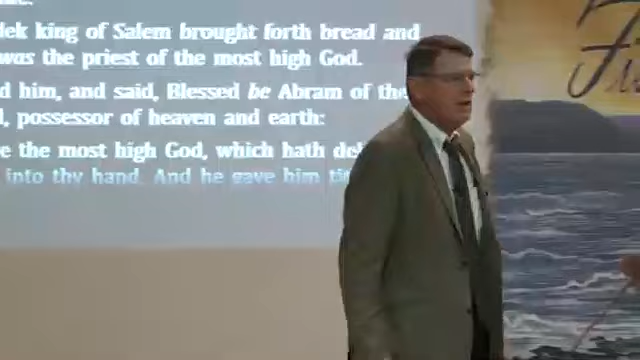 dek king of Salem brought forth bread and
was the priest of the most high God.
d him, and said, Blessed be Abram of the
possessor of heaven and earth:
e the most high God, which hath
into thy hand. And he gave him